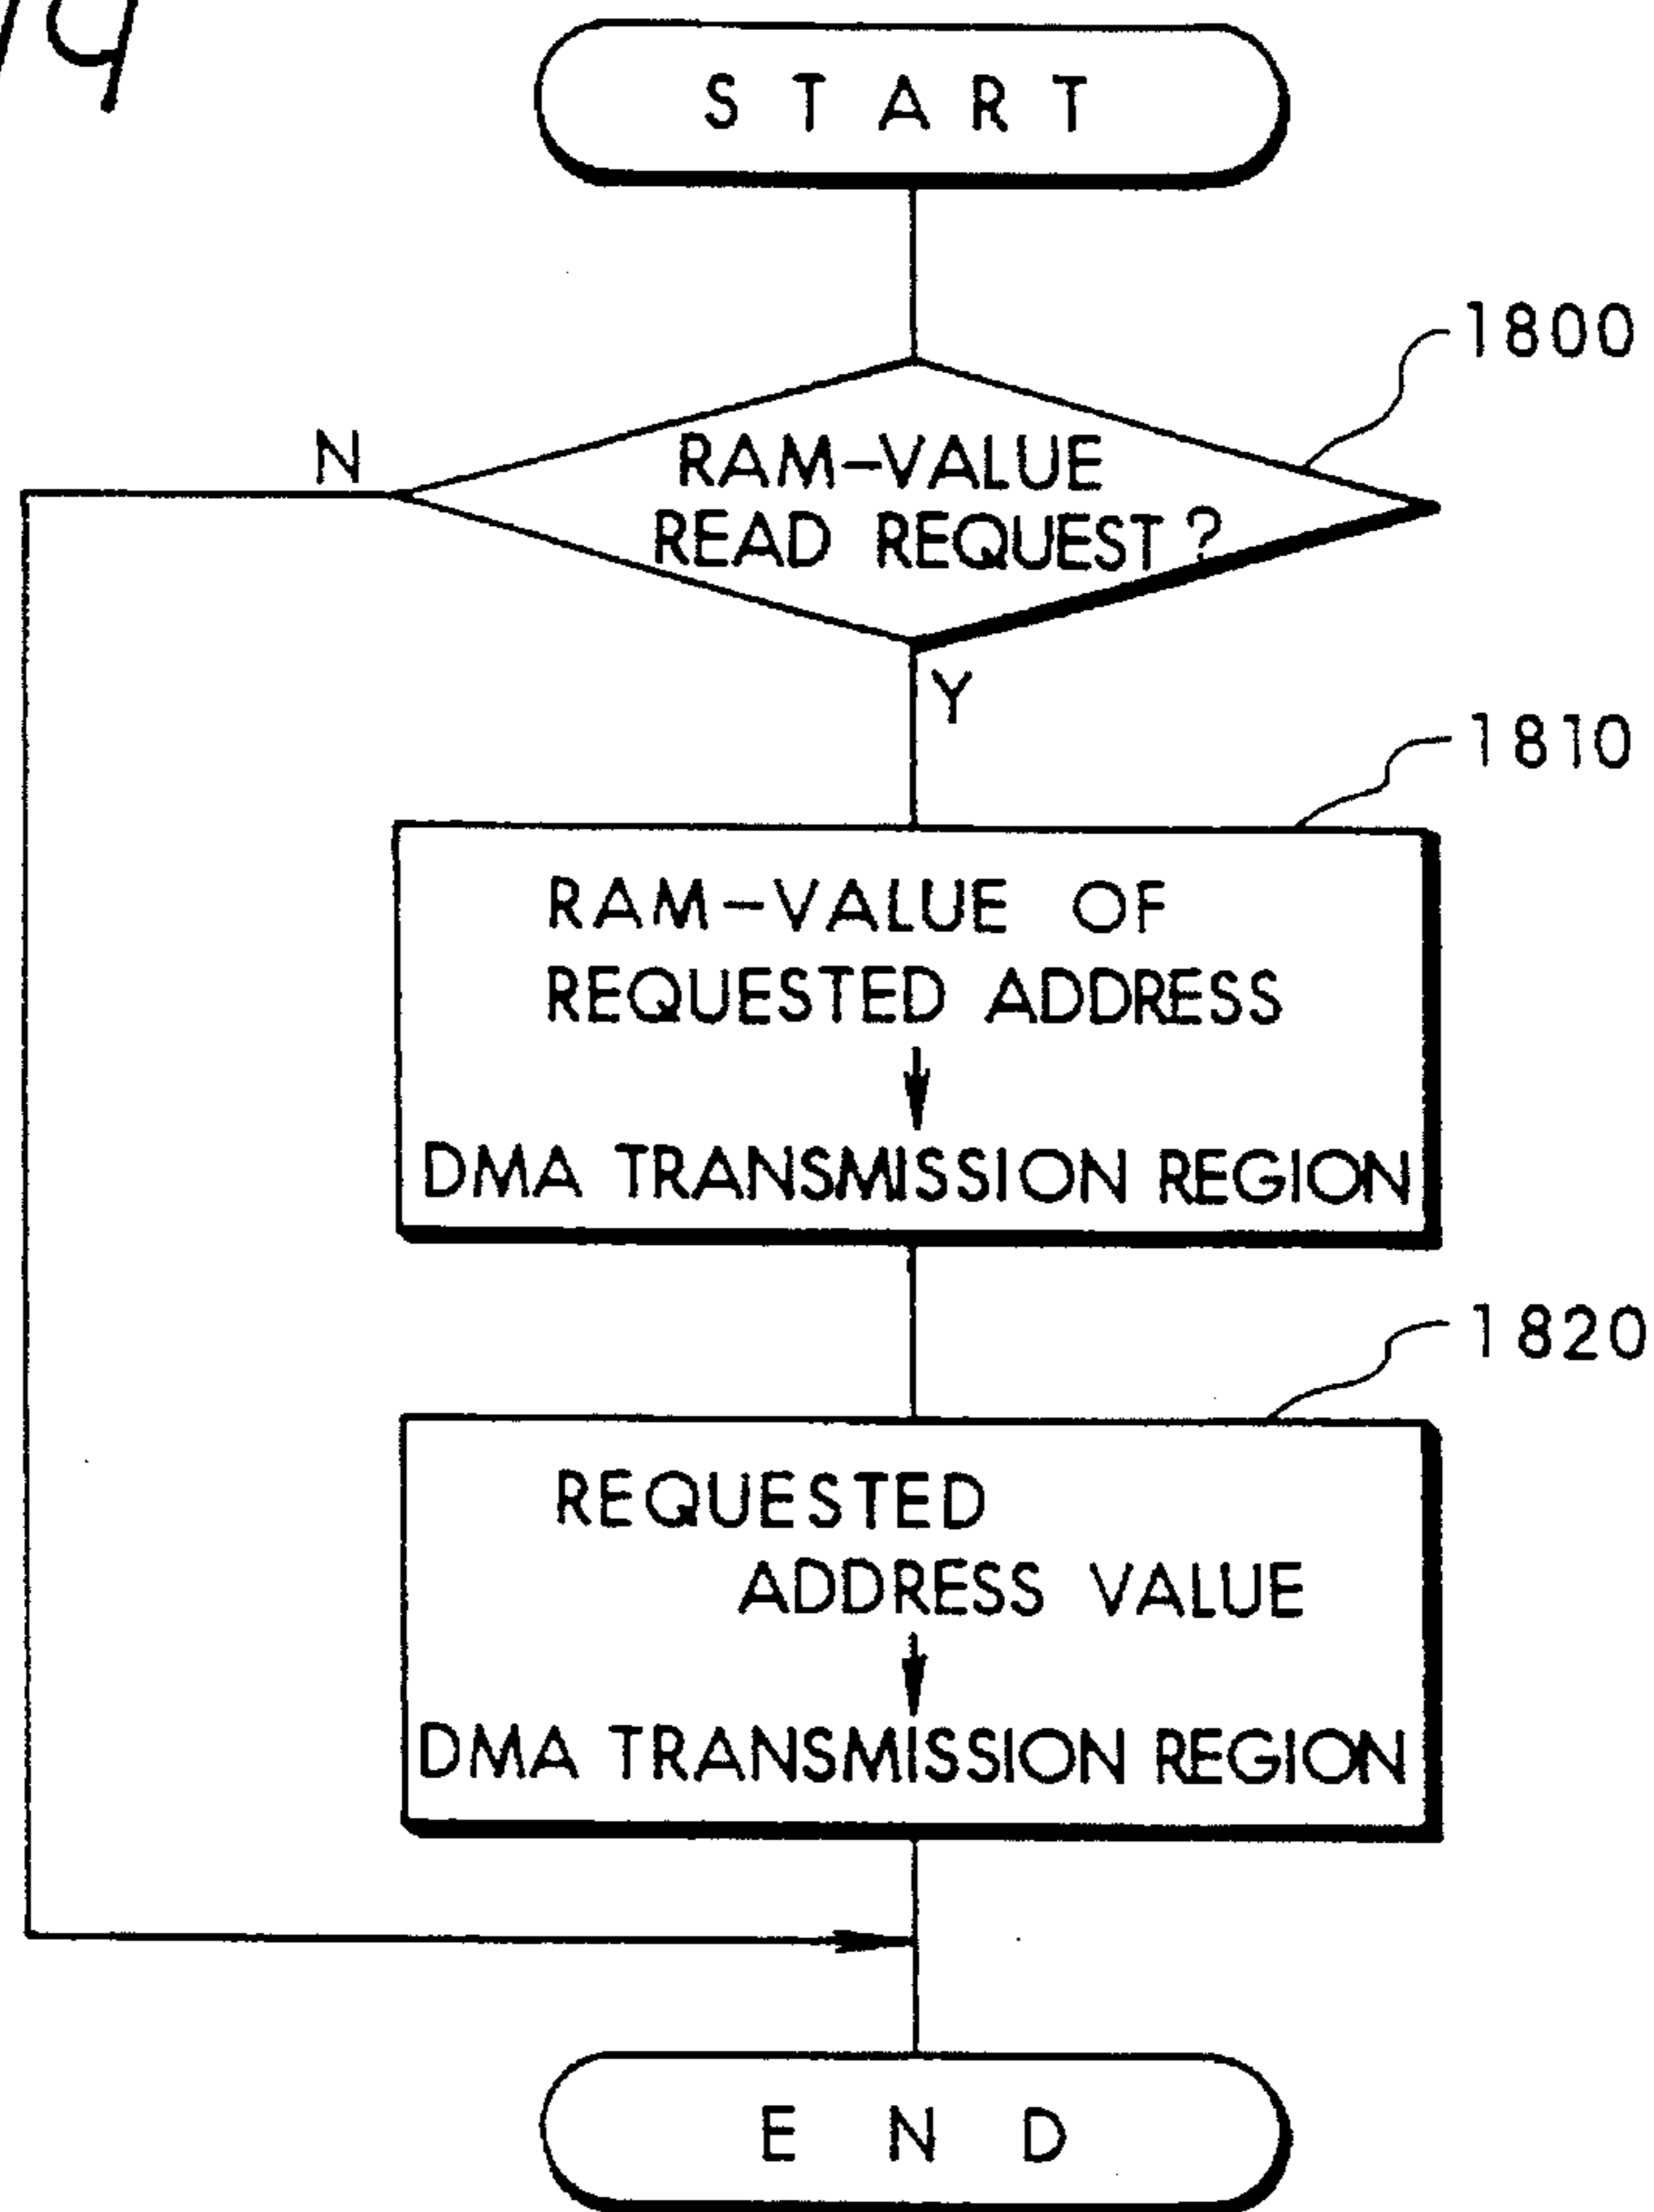 START
1800
RAM-VALUE
READ REQUEST?
N
Y
1810
RAM-VALUE OF
REQUESTED ADDRESS
DMA TRANSMISSION REGION
1820
REQUESTED
ADDRESS VALUE
DMA TRANSMISSION REGION
END